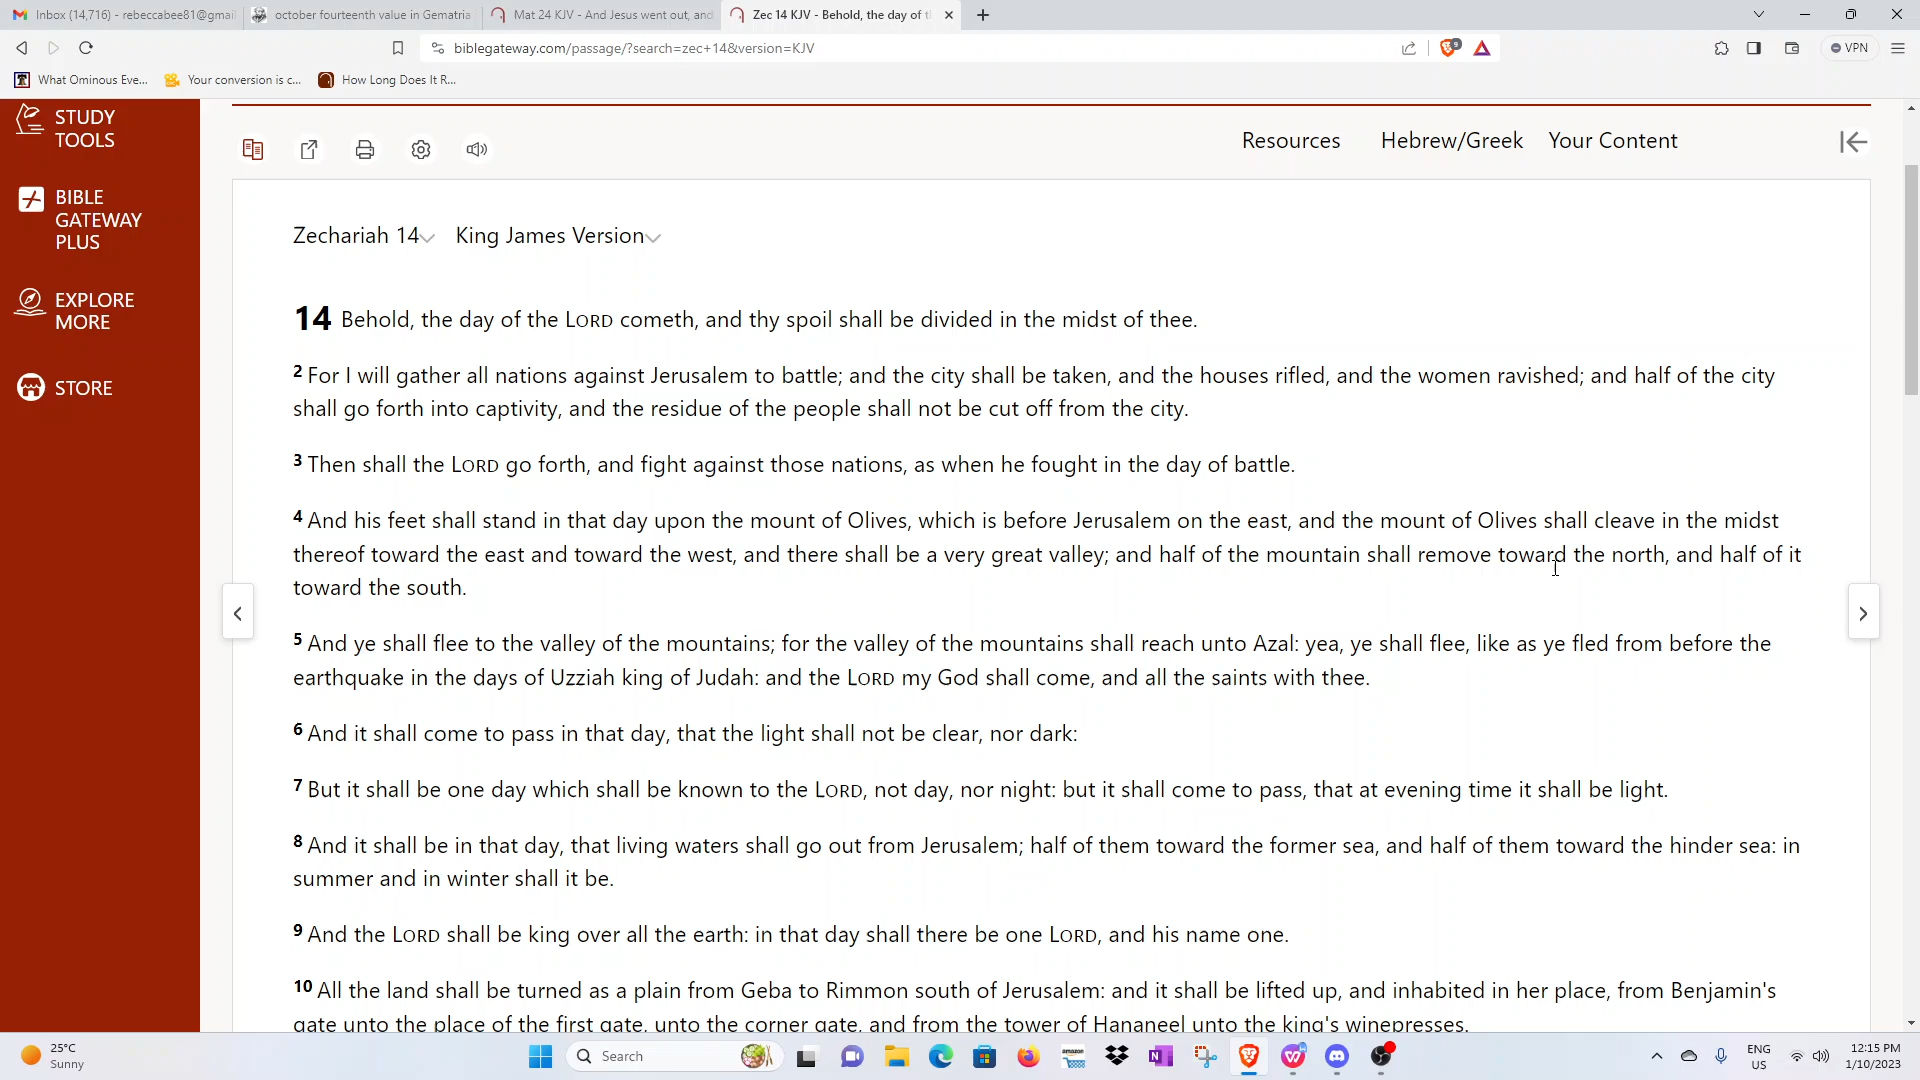 Inbox (14,716) - rebeccabee81@gmail
october fourteenth value in Gematria
Mat 24 KJV - And Jesus went out, and
Zec 14 KJV - Behold, the day of t
biblegateway.com/passage/?search=zec+14&version=KJV
9
VPN
What Ominous Eve...
Your conversion is c...
How Long Does It R...
STUDY
TOOLS
BIBLE
GATEWAY
PLUS
EXPLORE
MORE
STORE
Resources
Hebrew/Greek
Your Content
Zechariah 14
King James Version
14 Behold, the day of the LORD cometh, and thy spoil shall be divided in the midst of thee.
2 For I will gather all nations against Jerusalem to battle; and the city shall be taken, and the houses rifled, and the women ravished; and half of the city
shall go forth into captivity, and the residue of the people shall not be cut off from the city.
3 Then shall the LORD go forth, and fight against those nations, as when he fought in the day of battle.
4 And his feet shall stand in that day upon the mount of Olives, which is before Jerusalem on the east, and the mount of Olives shall cleave in the midst
thereof toward the east and toward the west, and there shall be a very great valley; and half of the mountain shall remove toward the north, and half of it
toward the south.
5 And ye shall flee to the valley of the mountains; for the valley of the mountains shall reach unto Azal: yea, ye shall flee, like as ye fled from before the
earthquake in the days of Uzziah king of Judah: and the LORD my God shall come, and all the saints with thee.
6 And it shall come to pass in that day, that the light shall not be clear, nor dark:
7 But it shall be one day which shall be known to the LORD, not day, nor night: but it shall come to pass, that at evening time it shall be light.
8 And it shall be in that day, that living waters shall go out from Jerusalem; half of them toward the former sea, and half of them toward the hinder sea: in
summer and in winter shall it be.
9 And the LORD shall be king over all the earth: in that day shall there be one LORD, and his name one.
10 All the land shall be turned as a plain from Geba to Rimmon south of Jerusalem: and it shall be lifted up, and inhabited in her place, from Benjamin's
gate unto the place of the first gate, unto the corner gate, and from the tower of Hananeel unto the king's winepresses.
25°C
Sunny
Search
amazon
ENG
US
12:15 PM
1/10/2023